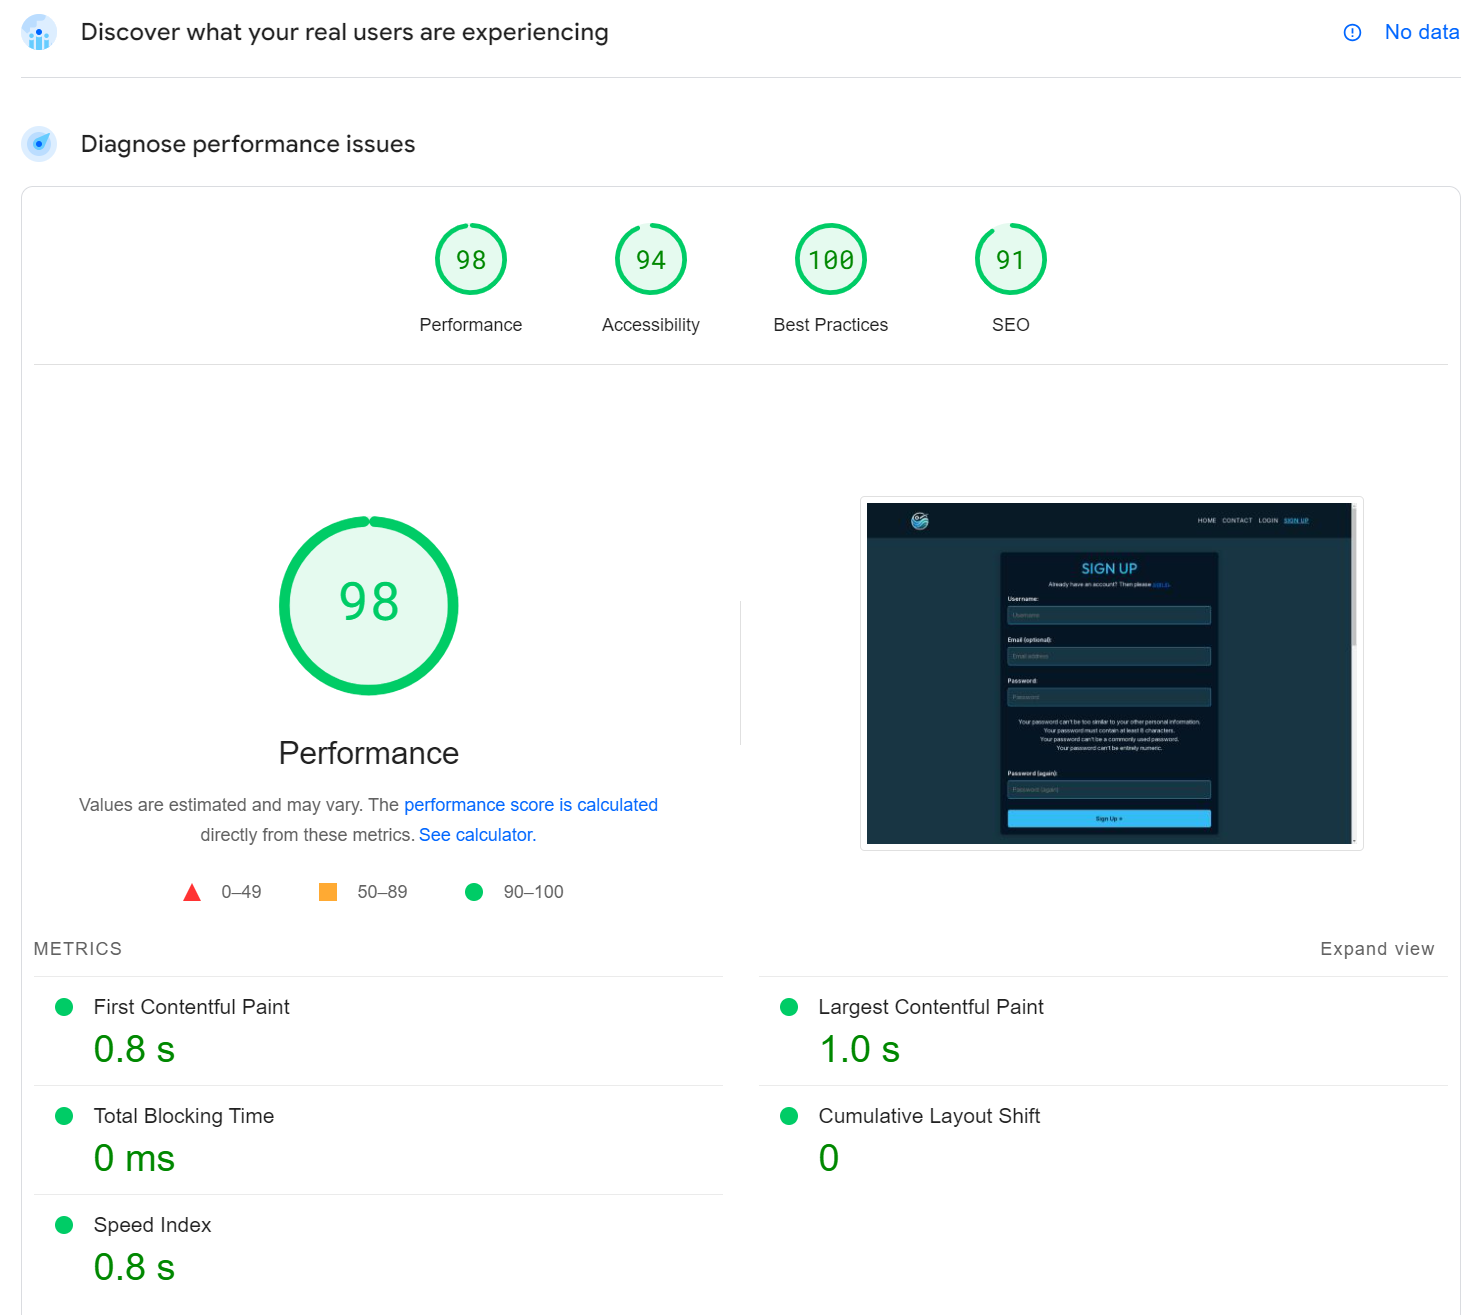 Discover what your real users are experiencing
No data
Diagnose performance issues
98
94
100
91
Performance
Accessibility
Best Practices
SEO
98
Performance
Values are estimated and may vary. The performance score is calculated
directly from these metrics. See calculator.
0–49
50–89
90–100
HOME CONTACT LOGIN SIGN UP
SIGN UP
Already have an account? Then please sign in.
Username:
Username
Email (optional):
Email address
Password:
Password
Your password can't be too similar to your other personal information.
Your password must contain at least 8 characters.
Your password can't be a commonly used password.
Your password can't be entirely numeric.
Password (again):
Password (again)
Sign Up »
METRICS
Expand view
First Contentful Paint
0.8 s
Largest Contentful Paint
1.0 s
Total Blocking Time
0 ms
Cumulative Layout Shift
0
Speed Index
0.8 s